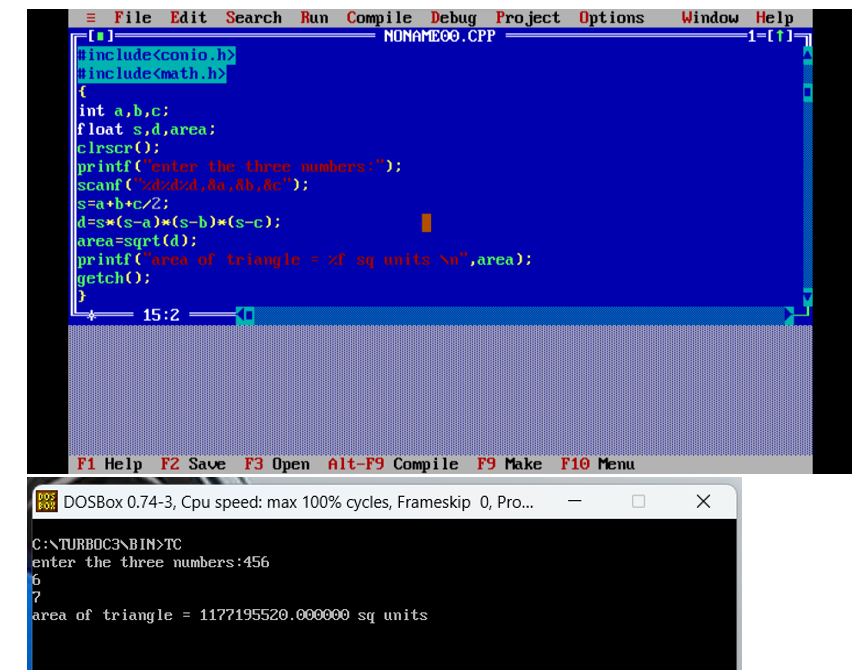 ≡ File Edit Search Run Compile Debug Project Options Window Help
[■] NONAME00.CPP 1=[↑]
#include<conio.h>
#include<math.h>
{
int a,b,c;
float s,d,area;
clrscr();
printf("enter the three numbers:");
scanf("%d%d%d,&a,&b,&c");
s=a+b+c/2;
d=s*(s-a)*(s-b)*(s-c);
area=sqrt(d);
printf("area of triangle = %f sq units \n",area);
getch();
}
* 15:2
F1 Help F2 Save F3 Open Alt-F9 Compile F9 Make F10 Menu
DOSBox 0.74-3, Cpu speed: max 100% cycles, Frameskip 0, Pro...
C:\TURBOC3\BIN>TC
enter the three numbers:456
6
7
area of triangle = 1177195520.000000 sq units